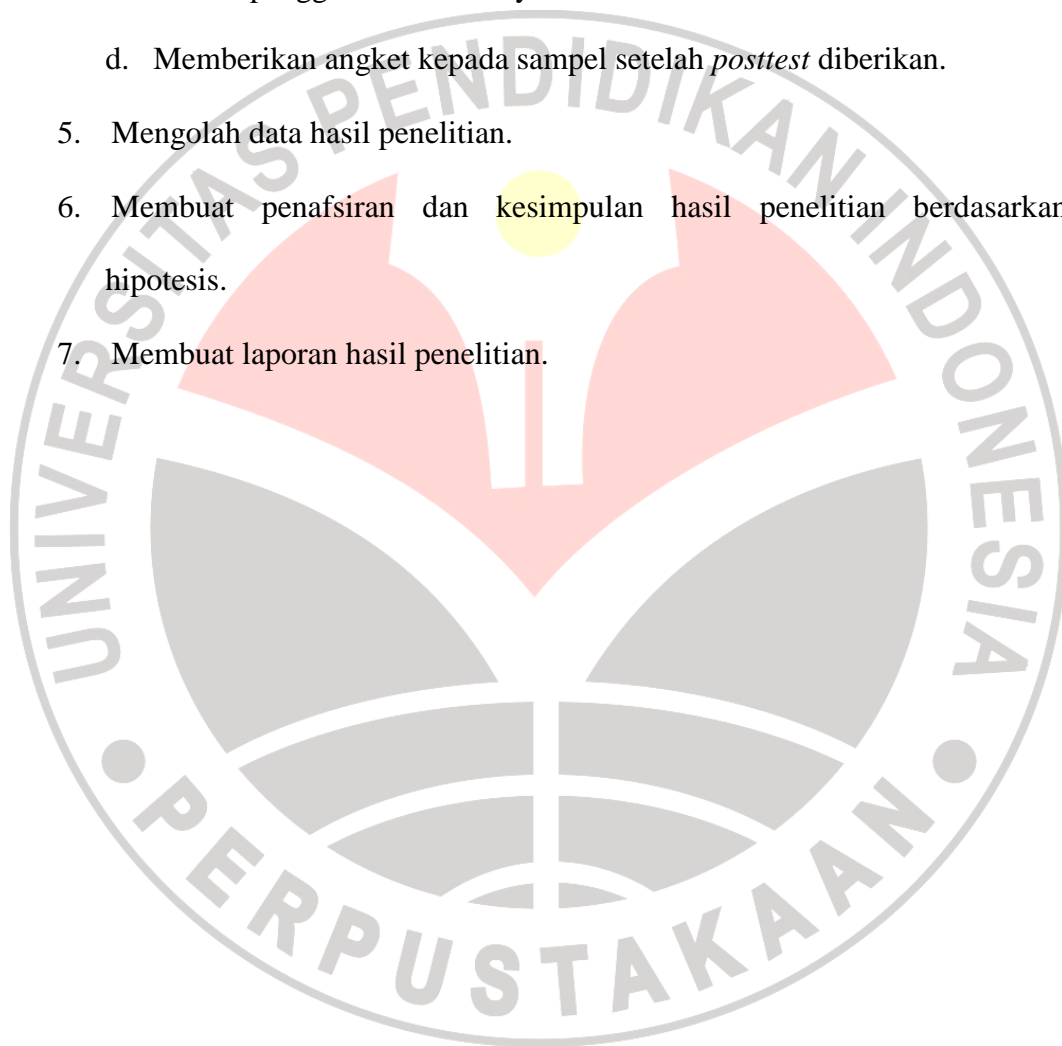 d. Memberikan angket kepada sampel setelah posttest diberikan.
5. Mengolah data hasil penelitian.
6. Membuat penafsiran dan kesimpulan hasil penelitian berdasarkan
hipotesis.
7. Membuat laporan hasil penelitian.
UNIVERSITAS PENDIDIKAN INDONESIA
PERPUSTAKAAN